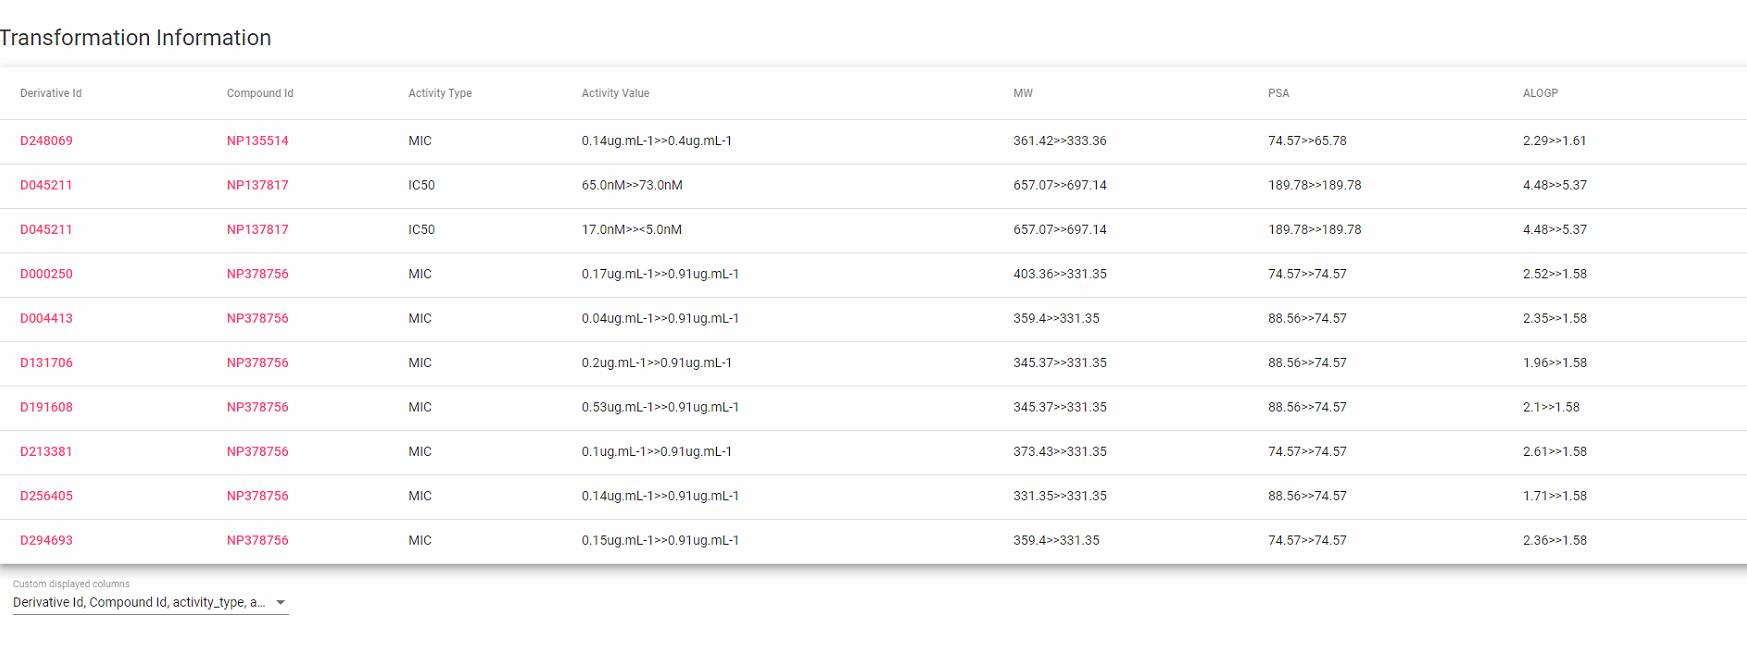 Transformation Information
Derivative Id Compound Id Activity Type Activity Value MW PSA ALOGP
D248069 NP135514 MIC 0.14ug.mL-1>>0.4ug.mL-1 361.42>>333.36 74.57>>65.78 2.29>>1.61
D045211 NP137817 IC50 65.0nM>>73.0nM 657.07>>697.14 189.78>>189.78 4.48>>5.37
D045211 NP137817 IC50 17.0nM>><5.0nM 657.07>>697.14 189.78>>189.78 4.48>>5.37
D000250 NP378756 MIC 0.17ug.mL-1>>0.91ug.mL-1 403.36>>331.35 74.57>>74.57 2.52>>1.58
D004413 NP378756 MIC 0.04ug.mL-1>>0.91ug.mL-1 359.4>>331.35 88.56>>74.57 2.35>>1.58
D131706 NP378756 MIC 0.2ug.mL-1>>0.91ug.mL-1 345.37>>331.35 88.56>>74.57 1.96>>1.58
D191608 NP378756 MIC 0.53ug.mL-1>>0.91ug.mL-1 345.37>>331.35 88.56>>74.57 2.1>>1.58
D213381 NP378756 MIC 0.1ug.mL-1>>0.91ug.mL-1 373.43>>331.35 74.57>>74.57 2.61>>1.58
D256405 NP378756 MIC 0.14ug.mL-1>>0.91ug.mL-1 331.35>>331.35 88.56>>74.57 1.71>>1.58
D294693 NP378756 MIC 0.15ug.mL-1>>0.91ug.mL-1 359.4>>331.35 74.57>>74.57 2.36>>1.58
Custom displayed columns
Derivative Id, Compound Id, activity_type, a...